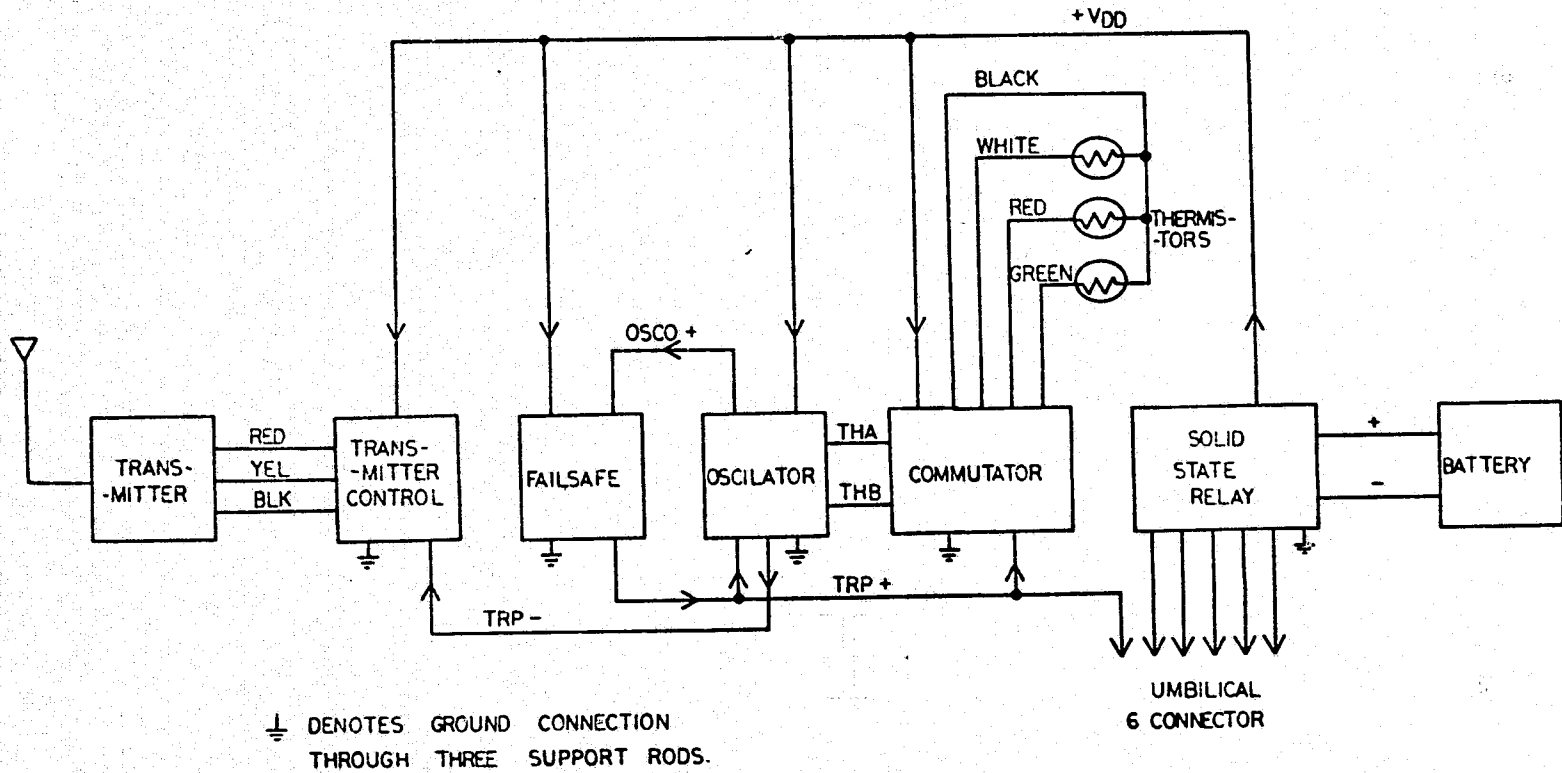 +VDD
BLACK
WHITE
RED
THERMIS-
-TORS
GREEN
OSCO +
TRANS-
-MITTER
RED
YEL
BLK
TRANS-
-MITTER
CONTROL
FAILSAFE
OSCILATOR
THA
THB
COMMUTATOR
SOLID
STATE
RELAY
+
-
BATTERY
TRP +
TRP -
UMBILICAL
6 CONNECTOR
DENOTES GROUND CONNECTION
THROUGH THREE SUPPORT RODS.